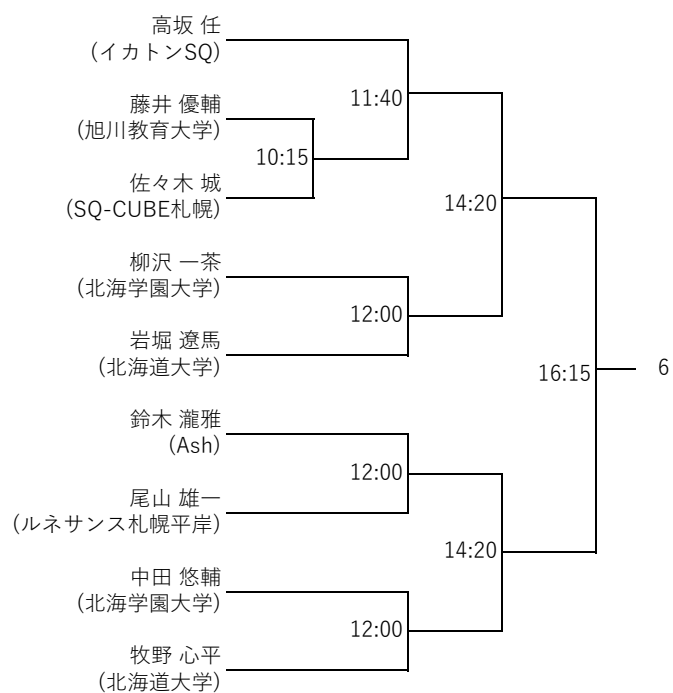 高坂 任
(イカトンSQ)
11:40
藤井 優輔
(旭川教育大学)
10:15
佐々木 城
(SQ-CUBE札幌)
14:20
柳沢 一茶
(北海学園大学)
12:00
岩堀 遼馬
(北海道大学)
16:15
6
鈴木 瀧雅
(Ash)
12:00
尾山 雄一
(ルネサンス札幌平岸)
14:20
中田 悠輔
(北海学園大学)
12:00
牧野 心平
(北海道大学)